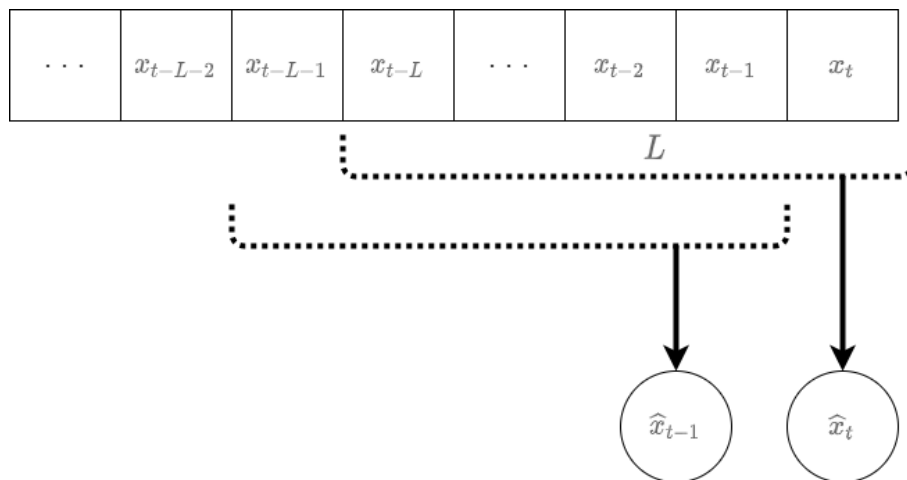 ··· x_{t-L-2} x_{t-L-1} x_{t-L} ··· x_{t-2} x_{t-1} x_t
L
x̂_{t-1} x̂_t